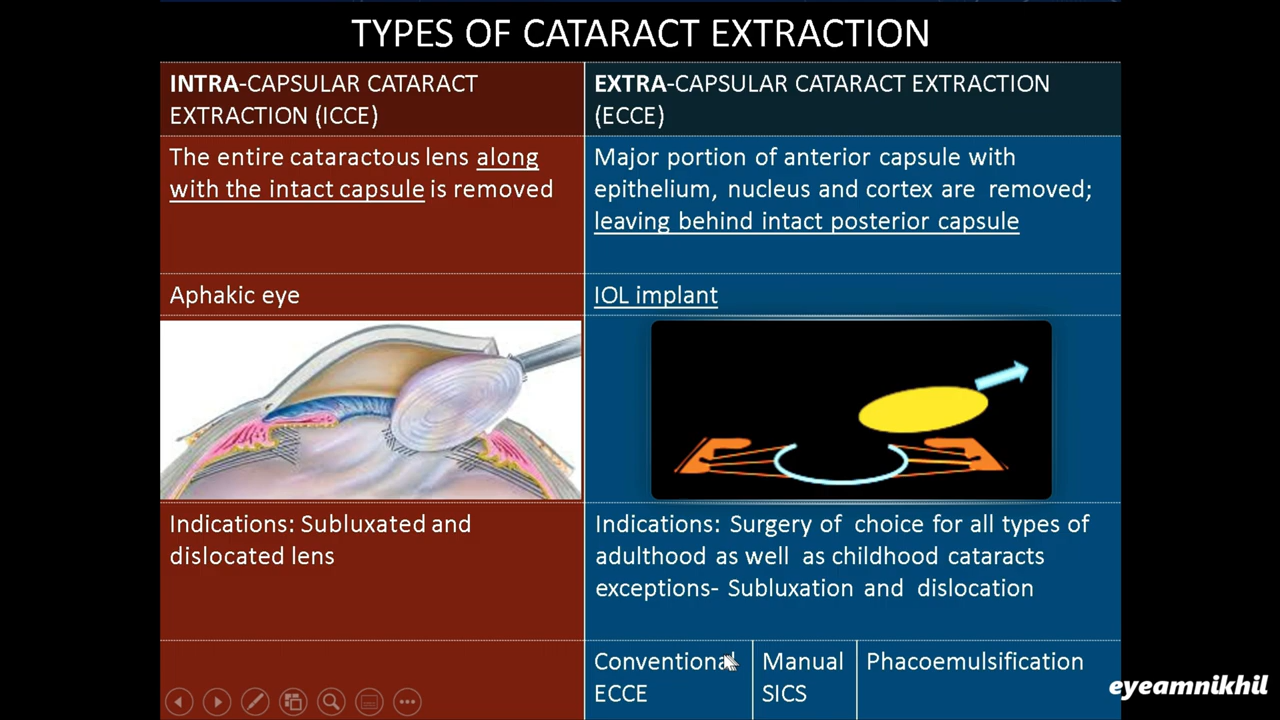 TYPES OF CATARACT EXTRACTION
INTRA-CAPSULAR CATARACT
EXTRACTION (ICCE)
EXTRA-CAPSULAR CATARACT EXTRACTION
(ECCE)
The entire cataractous lens along
with the intact capsule is removed
Major portion of anterior capsule with
epithelium, nucleus and cortex are removed;
leaving behind intact posterior capsule
Aphakic eye
IOL implant
Indications: Subluxated and
dislocated lens
Indications: Surgery of choice for all types of
adulthood as well as childhood cataracts
exceptions- Subluxation and dislocation
Conventional
ECCE
Manual
SICS
Phacoemulsification
eyeamnikhil